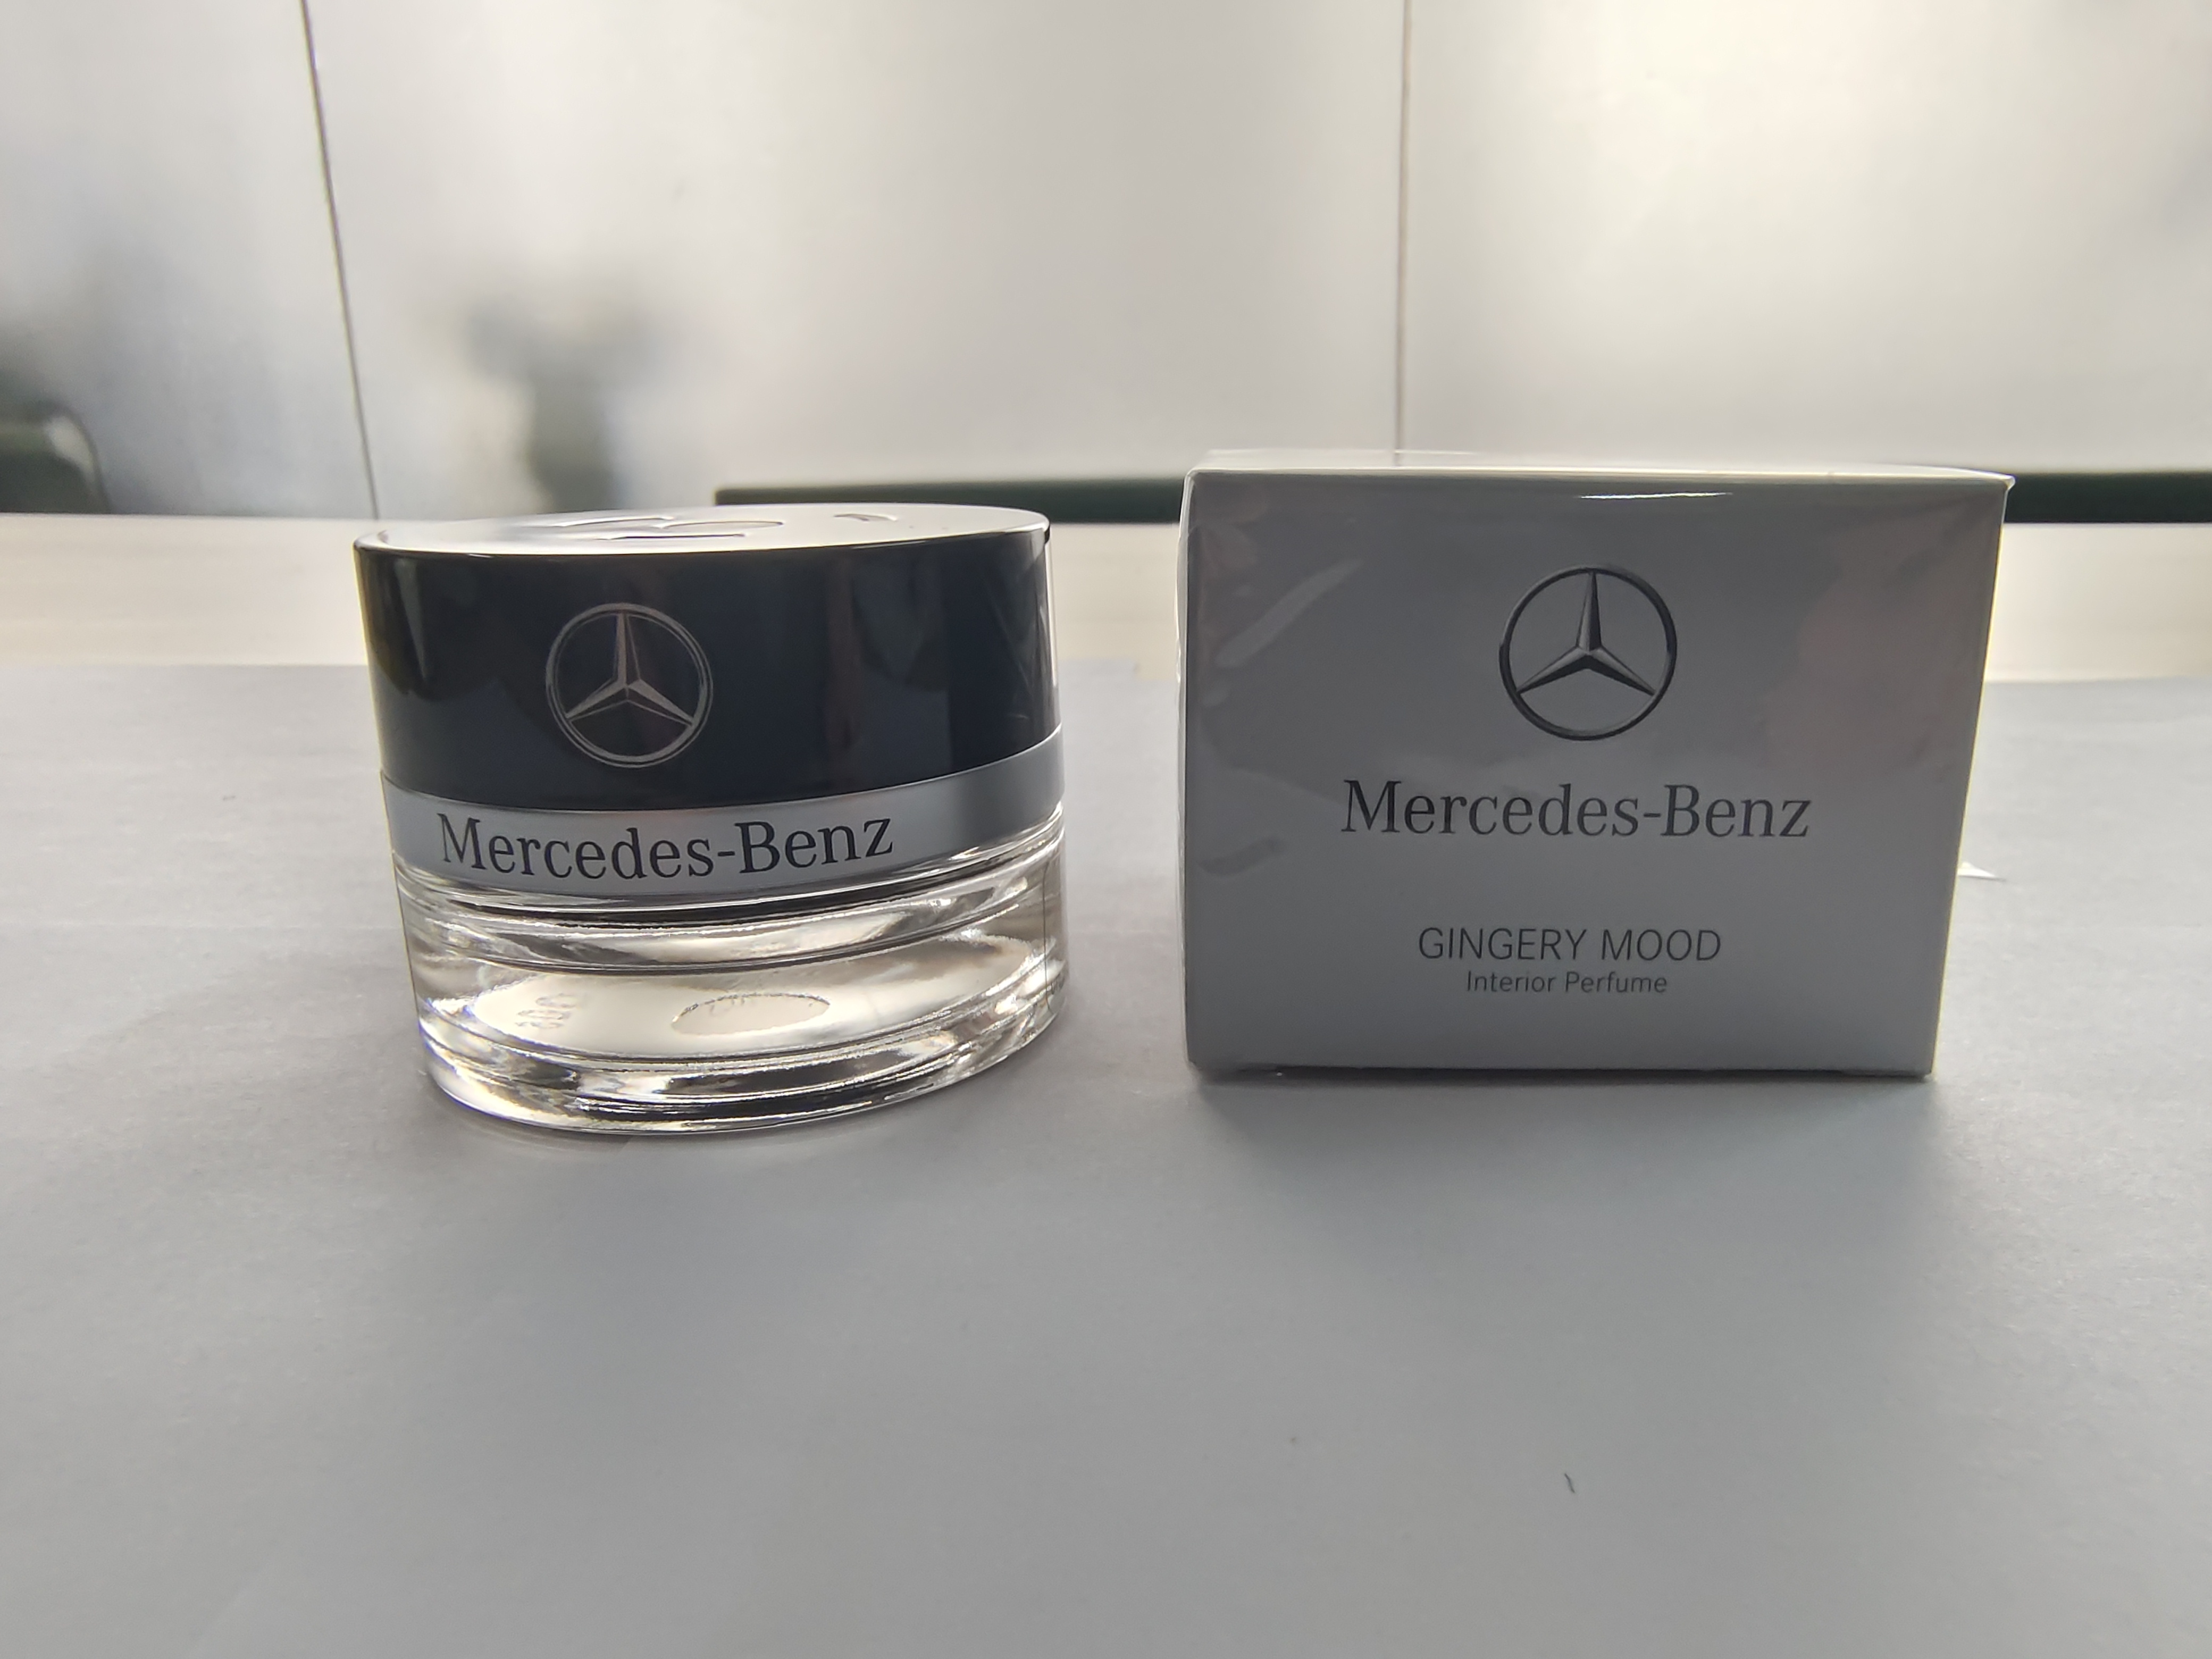 Mercedes-Benz
Mercedes-Benz
GINGERY MOOD
Interior Perfume